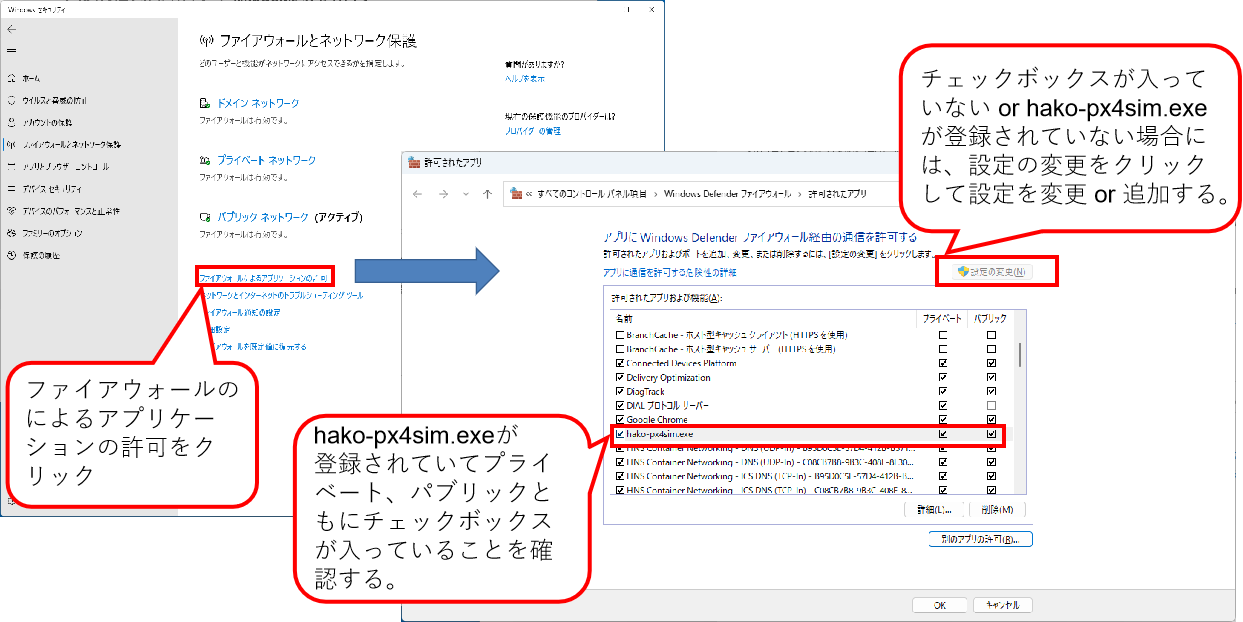 Windows セキュリティ
ファイアウォールとネットワーク保護
どのユーザーと機能がネットワークにアクセスできるかを指定します。
ホーム
ウイルスと脅威の防止
アカウントの保護
ファイアウォールとネットワーク保護
アプリとブラウザー コントロール
デバイス セキュリティ
デバイスのパフォーマンスと正常性
ファミリーのオプション
保護の履歴
ドメイン ネットワーク
ファイアウォールは有効です。
プライベート ネットワーク
ファイアウォールは有効です。
パブリック ネットワーク (アクティブ)
ファイアウォールは有効です。
ファイアウォールによるアプリケーションの許可
ネットワークとインターネットのトラブルシューティング ツール
ファイアウォール通知の設定
設定
ファイアウォールを既定値に復元する
質問がありますか?
ヘルプを表示
現在の保護機能のプロバイダーは?
プロバイダーの管理
ファイアウォールの
によるアプリケー
ションの許可をク
リック
許可されたアプリ
« すべてのコントロール パネル項目 › Windows Defender ファイアウォール › 許可されたアプリ
アプリに Windows Defender ファイアウォール経由の通信を許可する
許可されたアプリおよびポートを追加、変更、または削除するには、[設定の変更] をクリックします。
アプリに通信を許可する危険性の詳細
設定の変更(N)
許可されたアプリおよび機能(A):
名前 プライベート パブリック
BranchCache - ホスト型キャッシュ クライアント (HTTPS を使用)
BranchCache - ホスト型キャッシュ サーバー (HTTPS を使用)
Connected Devices Platform
Delivery Optimization
DiagTrack
DIAL プロトコル サーバー
Google Chrome
hako-px4sim.exe
HNS Container Networking - DNS (UDP-In)
HNS Container Networking - DNS (UDP-In)
HNS Container Networking - ICS DNS (TCP-In)
HNS Container Networking - ICS DNS (TCP-In)
詳細(L)...
削除(M)
別のアプリの許可(R)...
OK
キャンセル
hako-px4sim.exeが
登録されていてプライ
ベート、パブリックと
もにチェックボックス
が入っていることを確
認する。
チェックボックスが入って
いない or hako-px4sim.exe
が登録されていない場合に
は、設定の変更をクリック
して設定を変更 or 追加する。